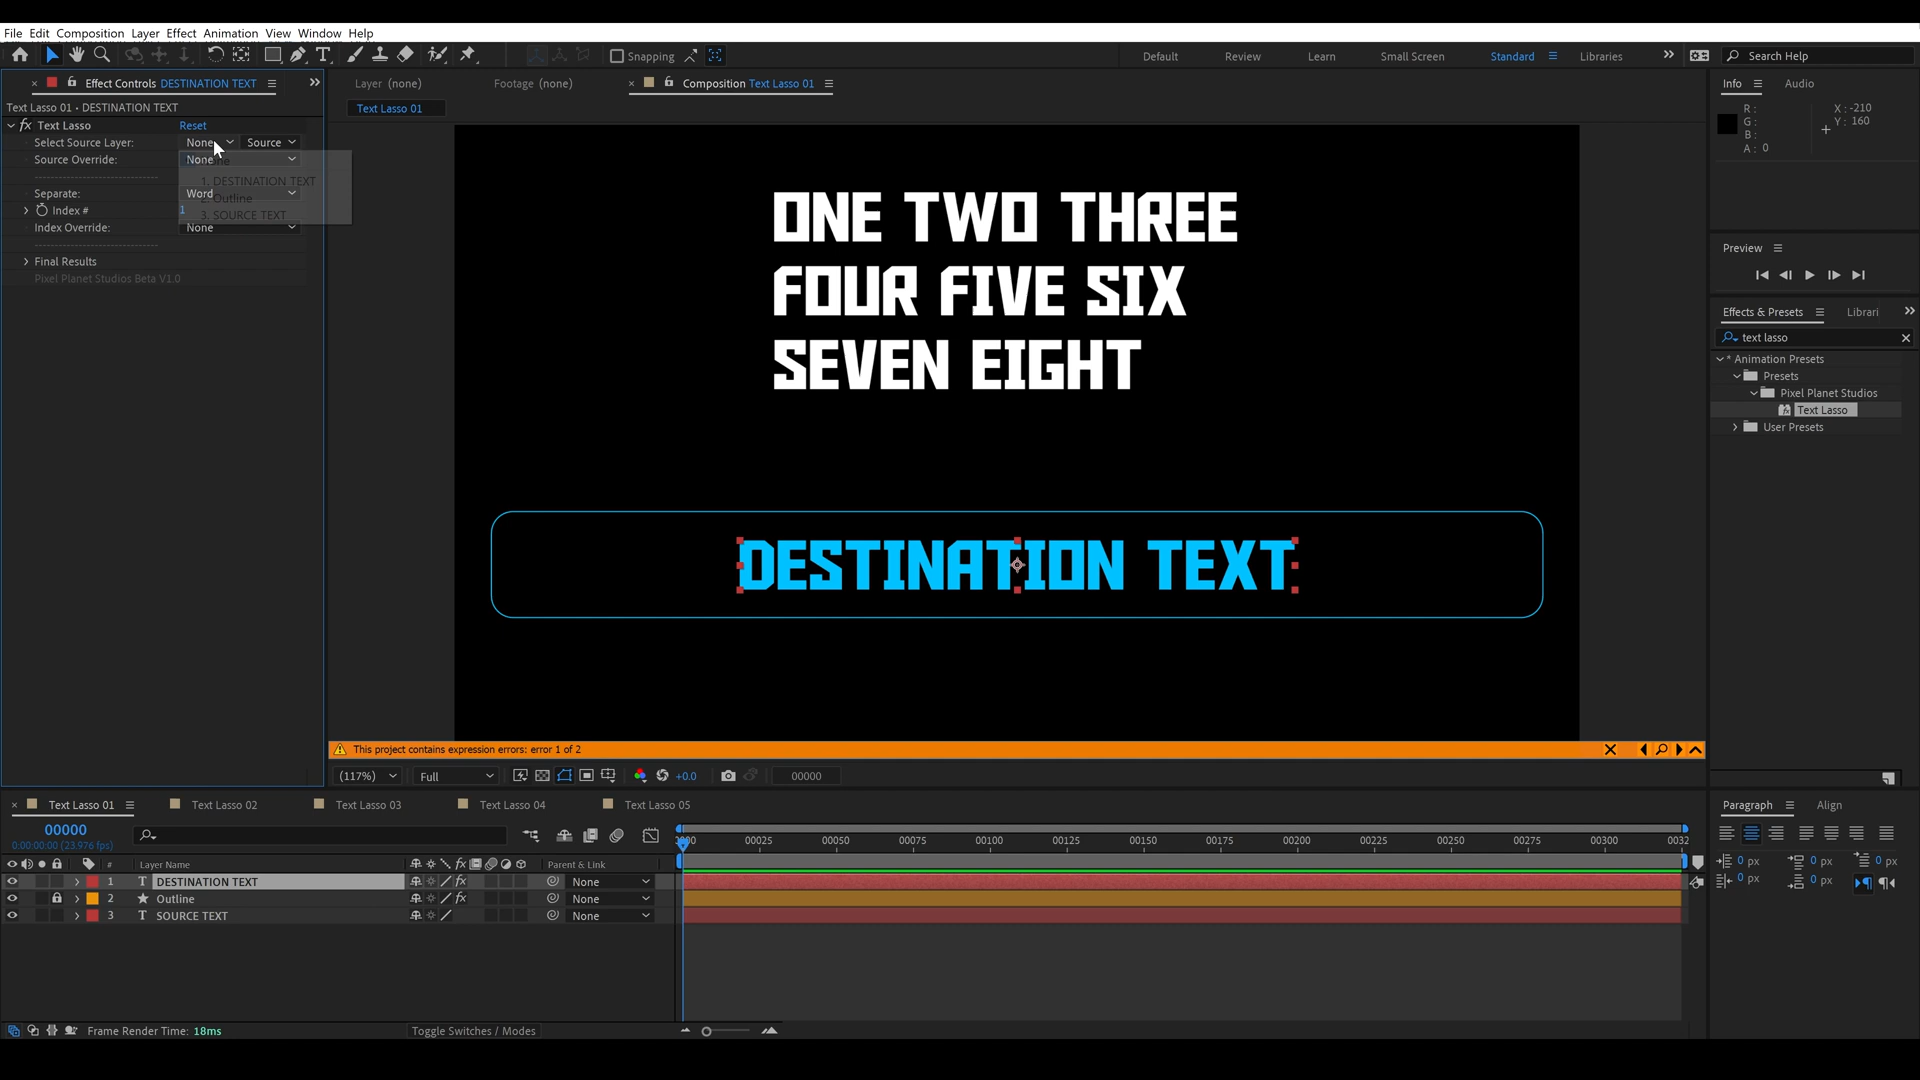 File Edit Composition Layer Effect Animation View Window Help
Snapping
Default Review Learn Small Screen Standard Libraries
Search Help
Effect Controls DESTINATION TEXT
Layer (none)
Footage (none)
Composition Text Lasso 01
Info
Audio
Text Lasso 01 • DESTINATION TEXT
Text Lasso 01
R:
G:
B:
A: 0
X: -210
Y: 160
fx Text Lasso
Reset
Select Source Layer:
None
Source
Source Override:
None
1. DESTINATION TEXT
Separate:
Word
2. Outline
Index #
1
3. SOURCE TEXT
Index Override:
None
Final Results
Pixel Planet Studios Beta V1.0
ONE TWO THREE
FOUR FIVE SIX
SEVEN EIGHT
DESTINATION TEXT
Preview
Effects & Presets
Librari
text lasso
* Animation Presets
Presets
Pixel Planet Studios
Text Lasso
User Presets
This project contains expression errors: error 1 of 2
(117%)
Full
+0.0
00000
Text Lasso 01
Text Lasso 02
Text Lasso 03
Text Lasso 04
Text Lasso 05
Paragraph
Align
00000
0:00:00:00 (23.976 fps)
00025 00050 00075 00100 00125 00150 00175 00200 00225 00250 00275 00300 0032
# Layer Name
fx
Parent & Link
1 T DESTINATION TEXT
fx
None
2 Outline
fx
None
3 T SOURCE TEXT
None
0 px 0 px 0 px
0 px 0 px
Frame Render Time: 18ms
Toggle Switches / Modes